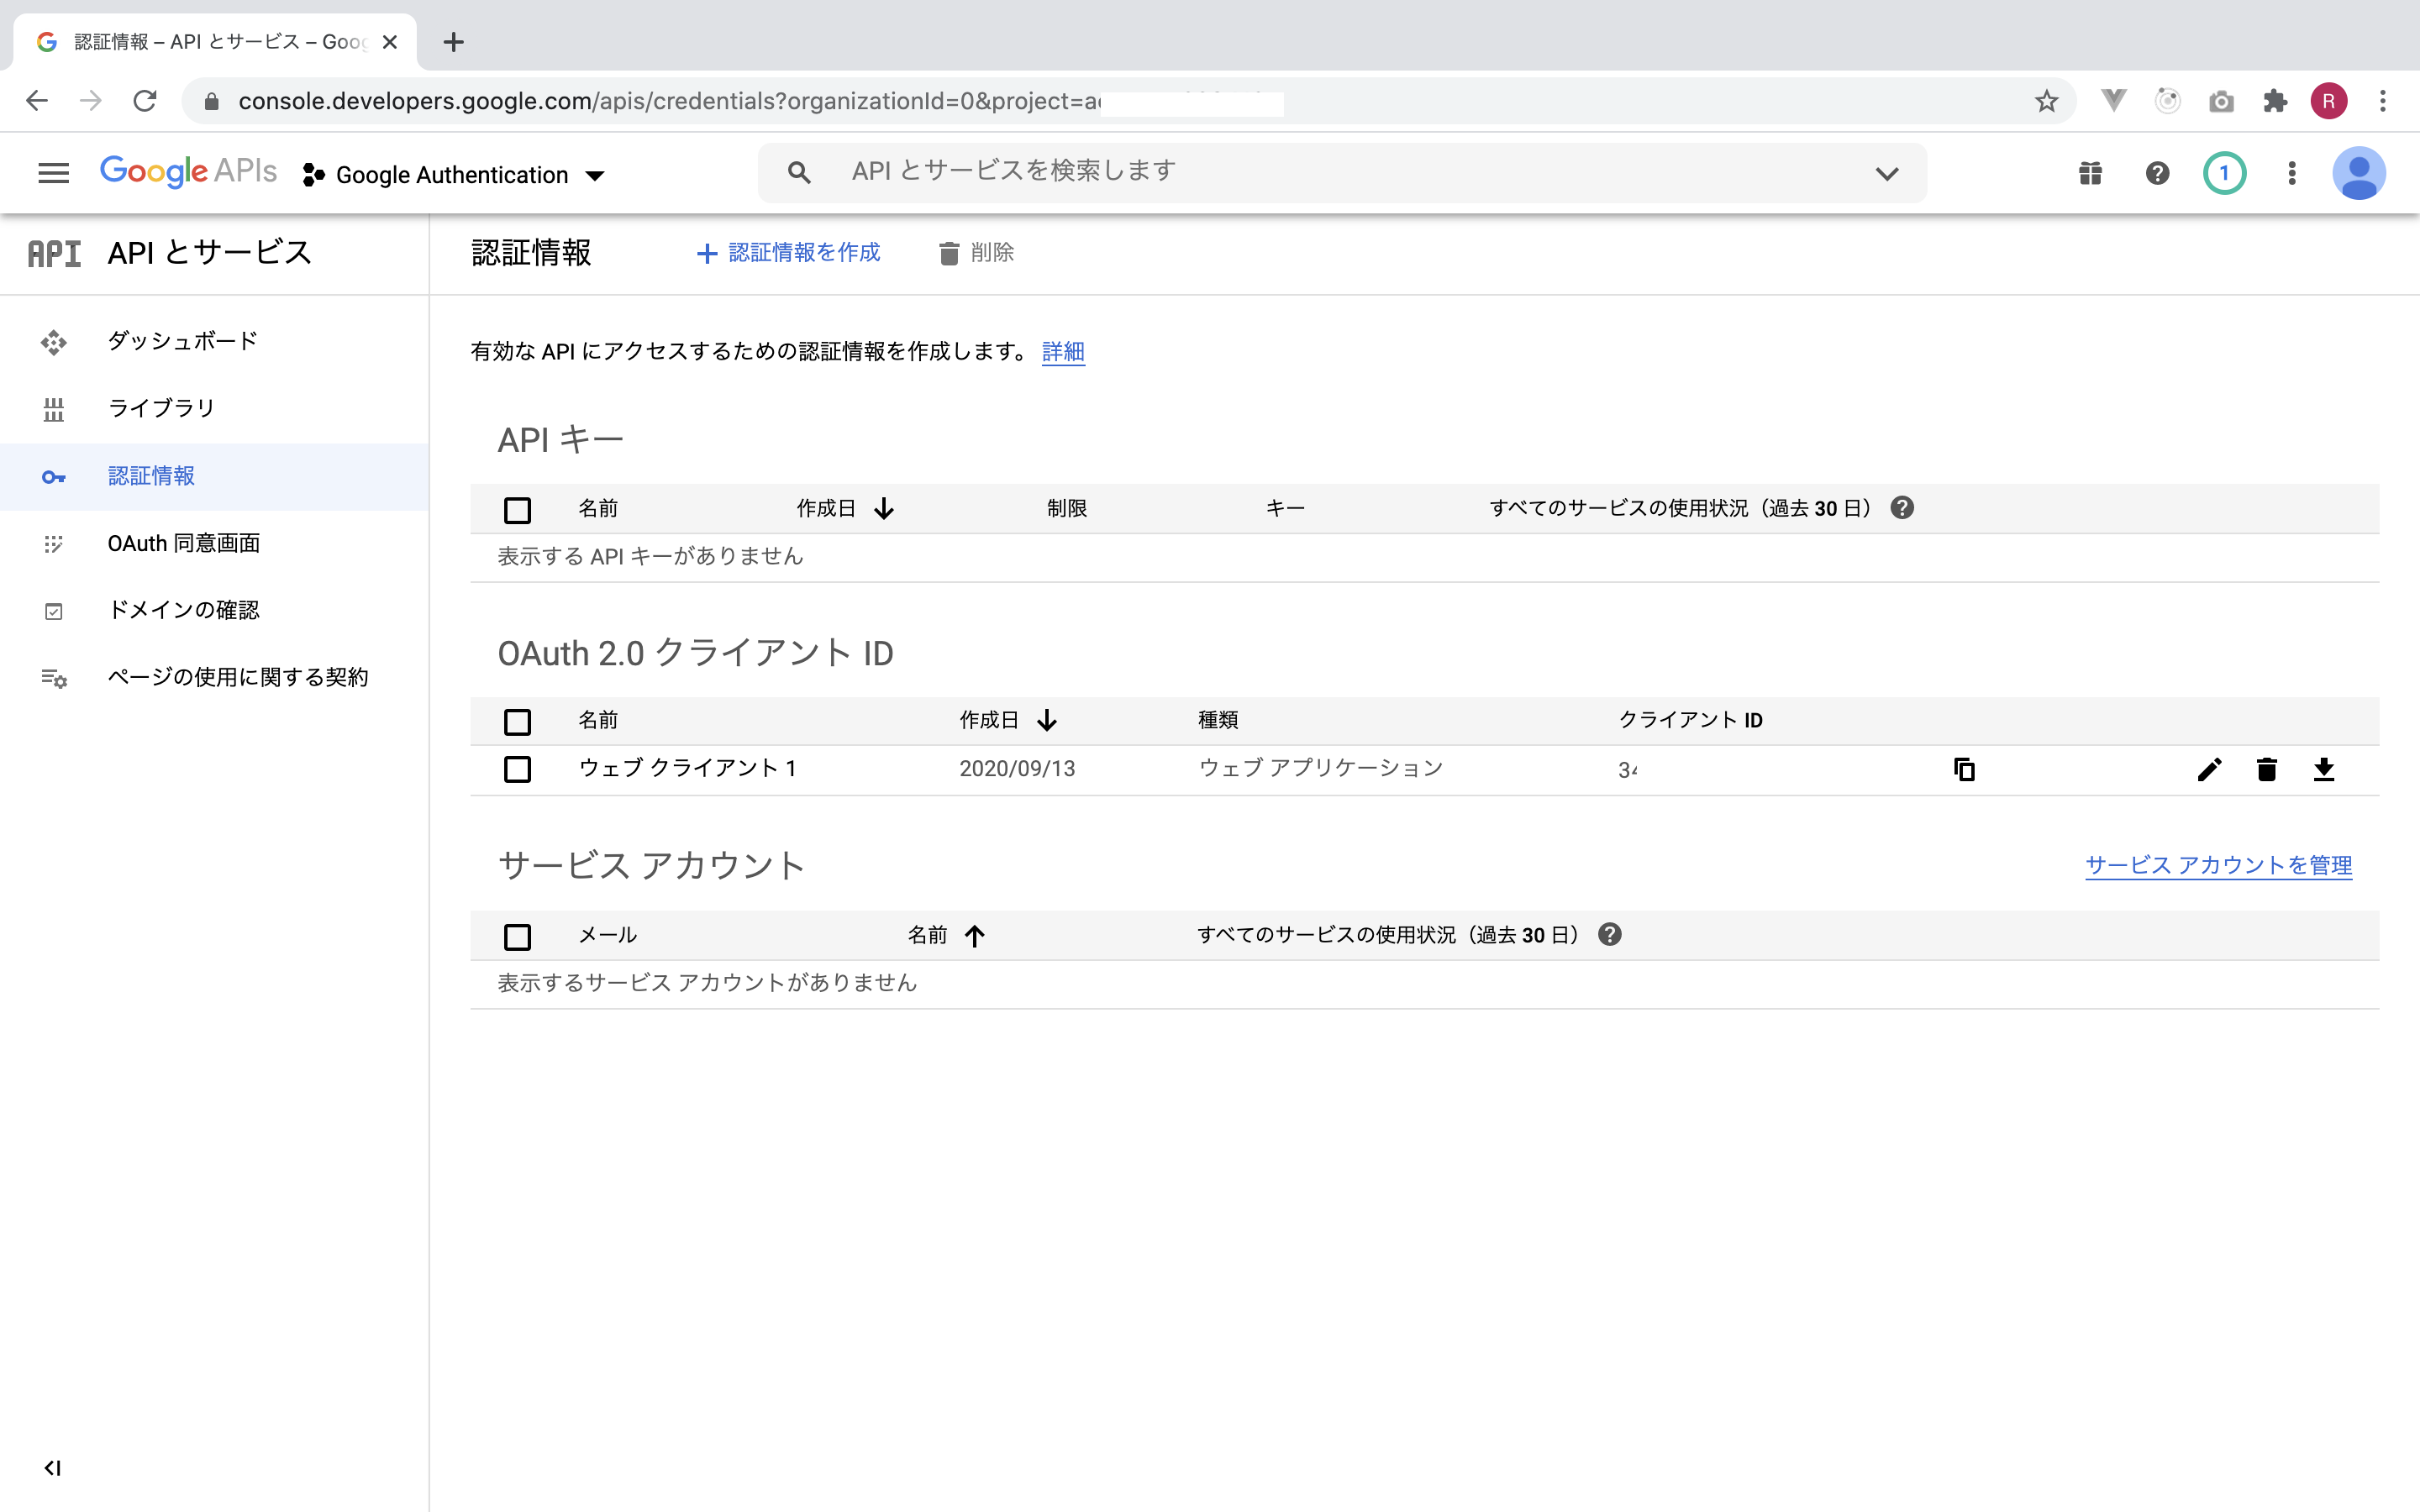 認証情報 – API とサービス – Goog
console.developers.google.com/apis/credentials?organizationId=0&project=a
R
Google APIs
Google Authentication
API とサービスを検索します
1
API API とサービス
認証情報
認証情報を作成
削除
ダッシュボード
ライブラリ
認証情報
OAuth 同意画面
ドメインの確認
ページの使用に関する契約
有効な API にアクセスするための認証情報を作成します。 詳細
API キー
名前 作成日 制限 キー すべてのサービスの使用状況（過去 30 日）
表示する API キーがありません
OAuth 2.0 クライアント ID
名前 作成日 種類 クライアント ID
ウェブ クライアント 1 2020/09/13 ウェブ アプリケーション 3
サービス アカウント
サービス アカウントを管理
メール 名前 すべてのサービスの使用状況（過去 30 日）
表示するサービス アカウントがありません